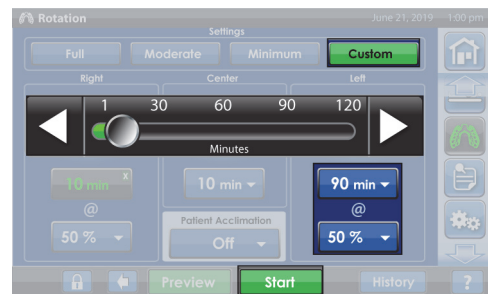 Rotation June 21, 2019 1:00 pm
Settings
Full Moderate Minimum Custom
Right Center Left
1 30 60 90 120
Minutes
10 min x 10 min 90 min
@ @
50 % Patient Acclimation 50 %
Off
Preview Start History ?